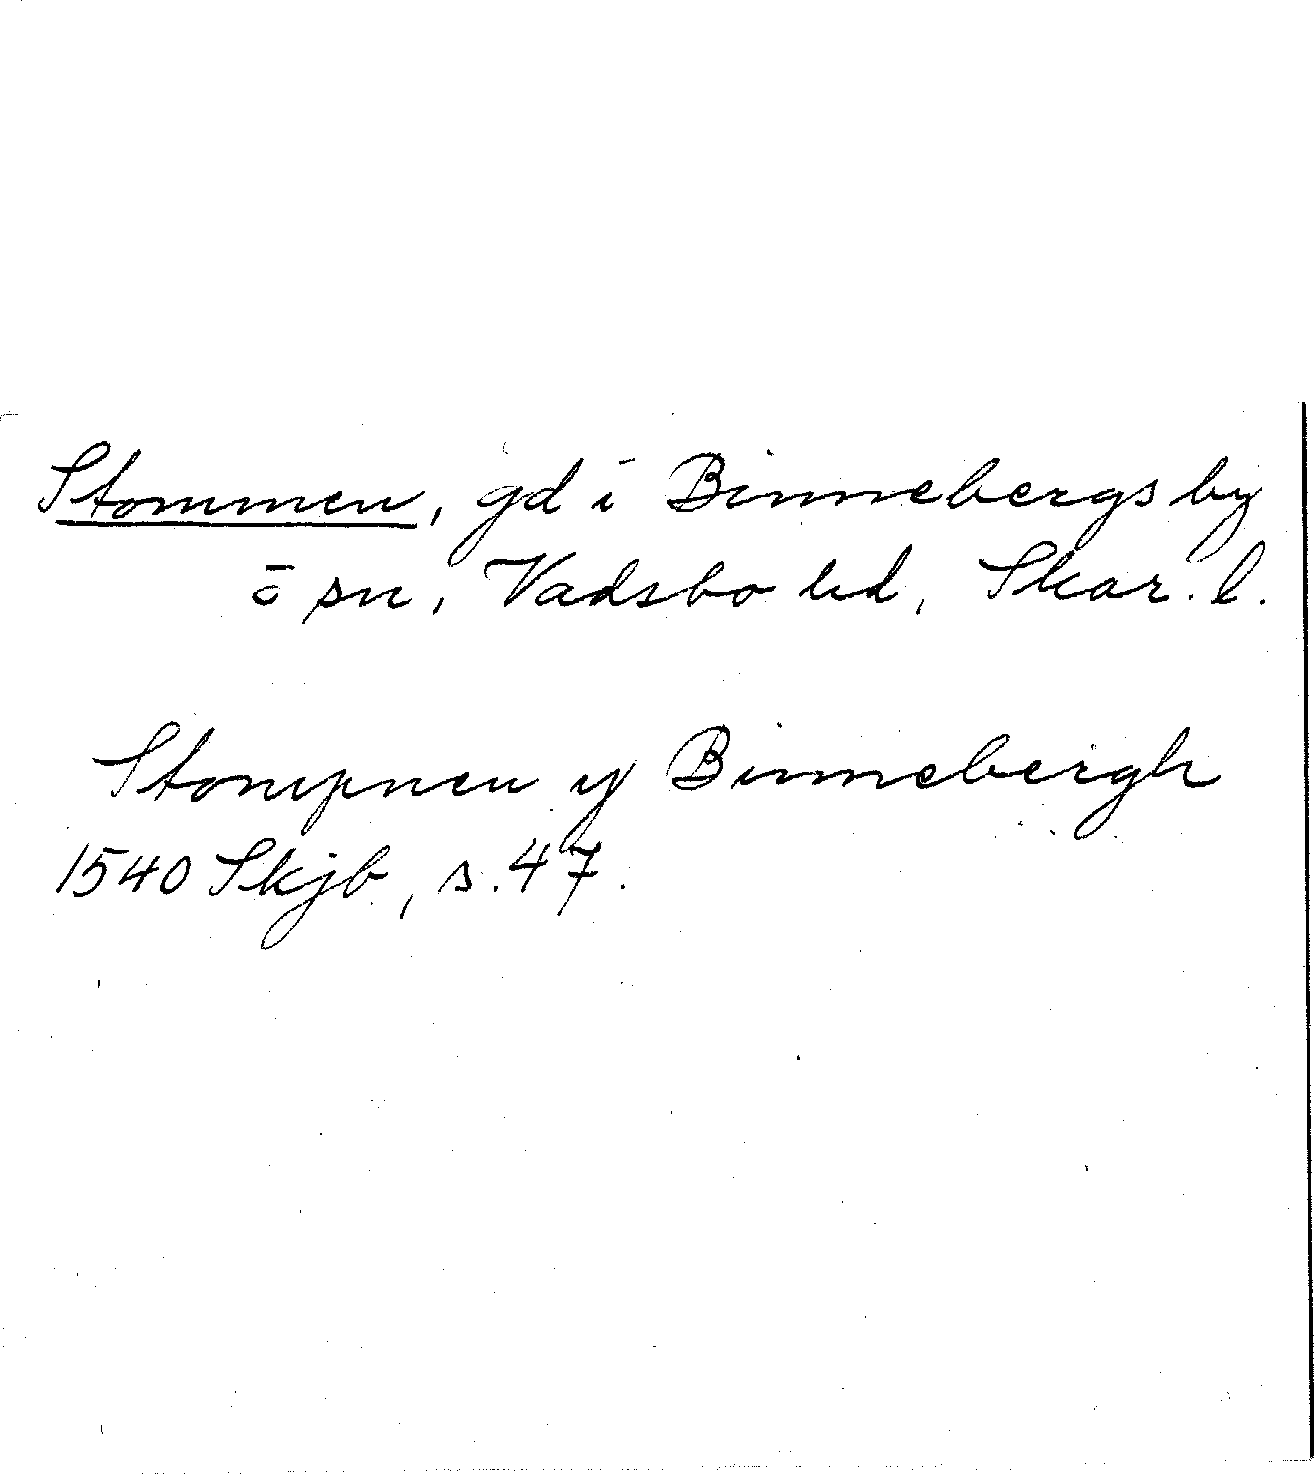 Stommen, gd i Binnebergs by
o sn, Vadsbo hd, Skar. l.
Stompnen y Binnebergh
1540 Skjb, s. 47.